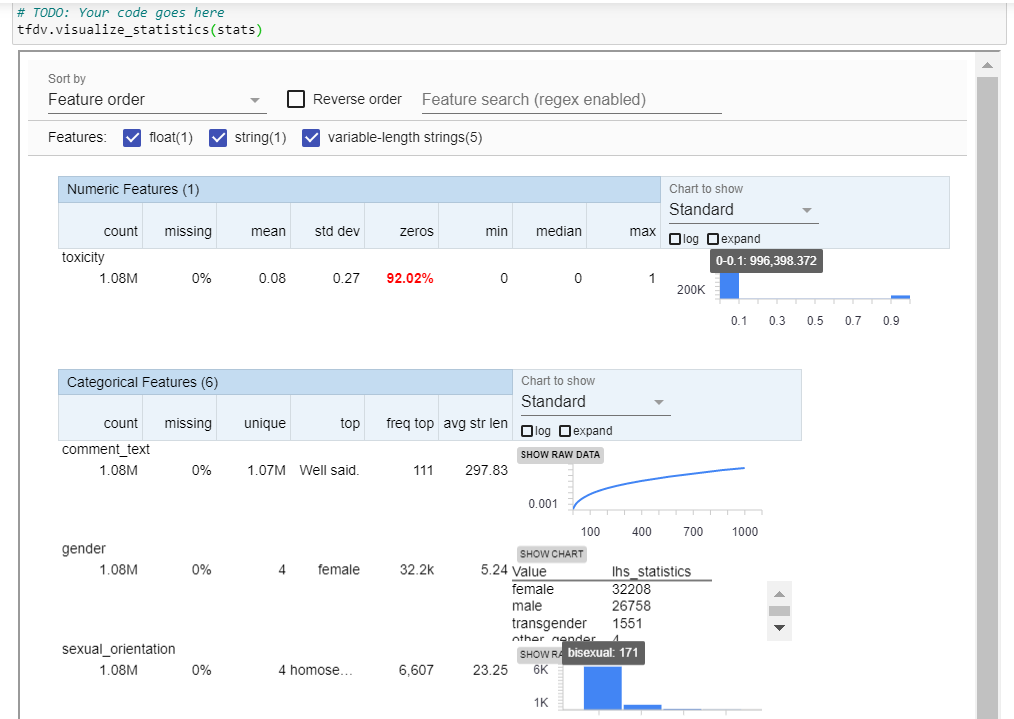 # TODO: Your code goes here
tfdv.visualize_statistics(stats)
Sort by
Feature order
Reverse order
Feature search (regex enabled)
Features: float(1) string(1) variable-length strings(5)
Numeric Features (1)
Chart to show
Standard
count missing mean std dev zeros min median max
log expand
toxicity
0-0.1: 996,398.372
1.08M 0% 0.08 0.27 92.02% 0 0 1
200K
0.1 0.3 0.5 0.7 0.9
Categorical Features (6)
Chart to show
Standard
count missing unique top freq top avg str len
log expand
comment_text
SHOW RAW DATA
1.08M 0% 1.07M Well said. 111 297.83
0.001
100 400 700 1000
gender
SHOW CHART
1.08M 0% 4 female 32.2k 5.24
Value lhs_statistics
female 32208
male 26758
transgender 1551
other_gender 4
sexual_orientation
SHOW RA
bisexual: 171
1.08M 0% 4 homose... 6,607 23.25
6K
1K